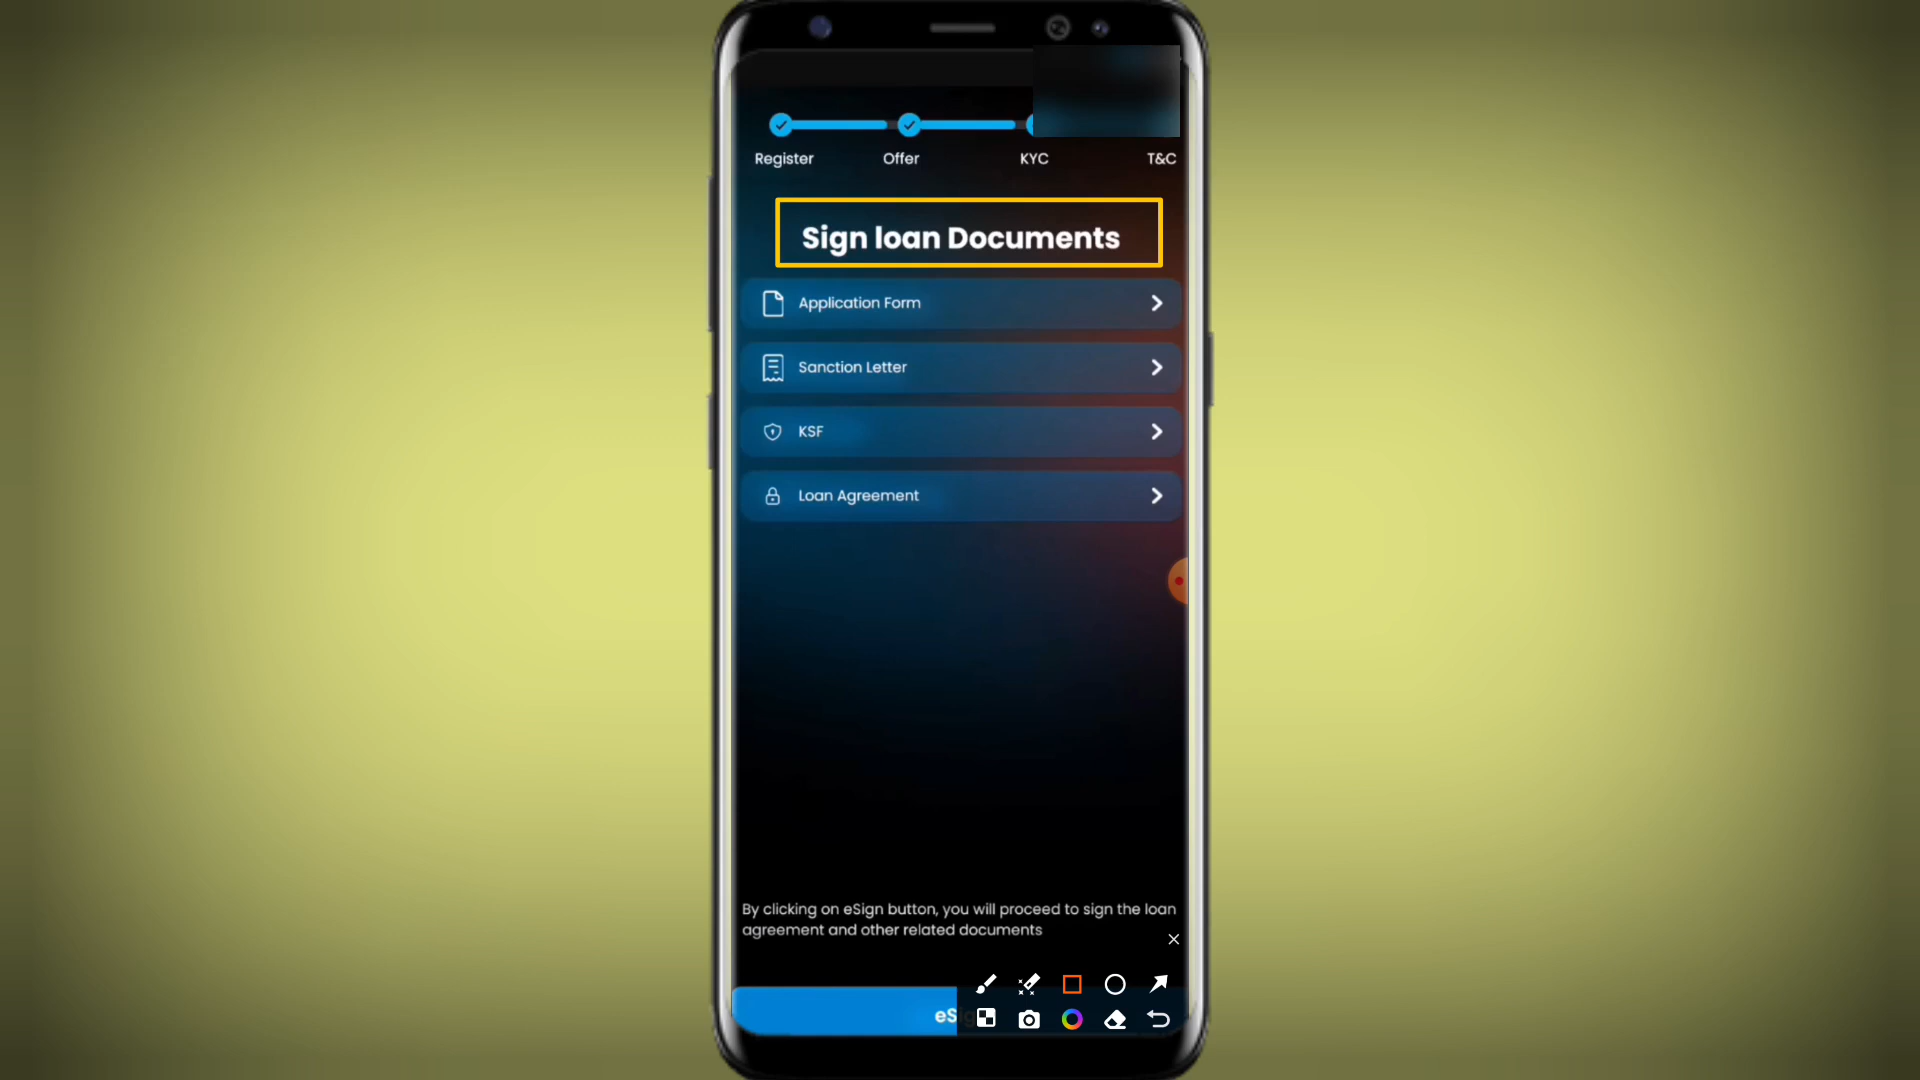 Register Offer KYC T&C
Sign loan Documents
Application Form
Sanction Letter
KSF
Loan Agreement
By clicking on eSign button, you will proceed to sign the loan
agreement and other related documents